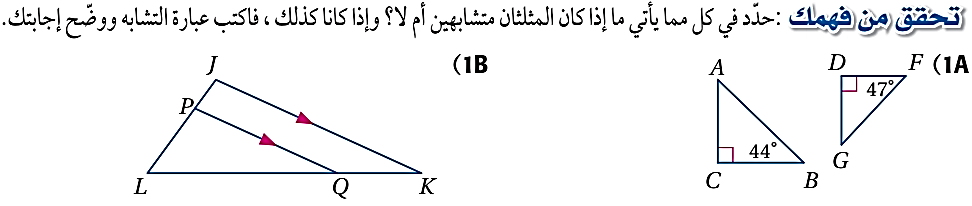 تحقق من فهمك :حدّد في كل مما يأتي ما إذا كان المثلثان متشابهين أم لا؟ وإذا كانا كذلك ، فاكتب عبارة التشابه ووضّح إجابتك.
(1A
D
F
47°
G
A
44°
C
B
(1B
J
P
L
Q
K